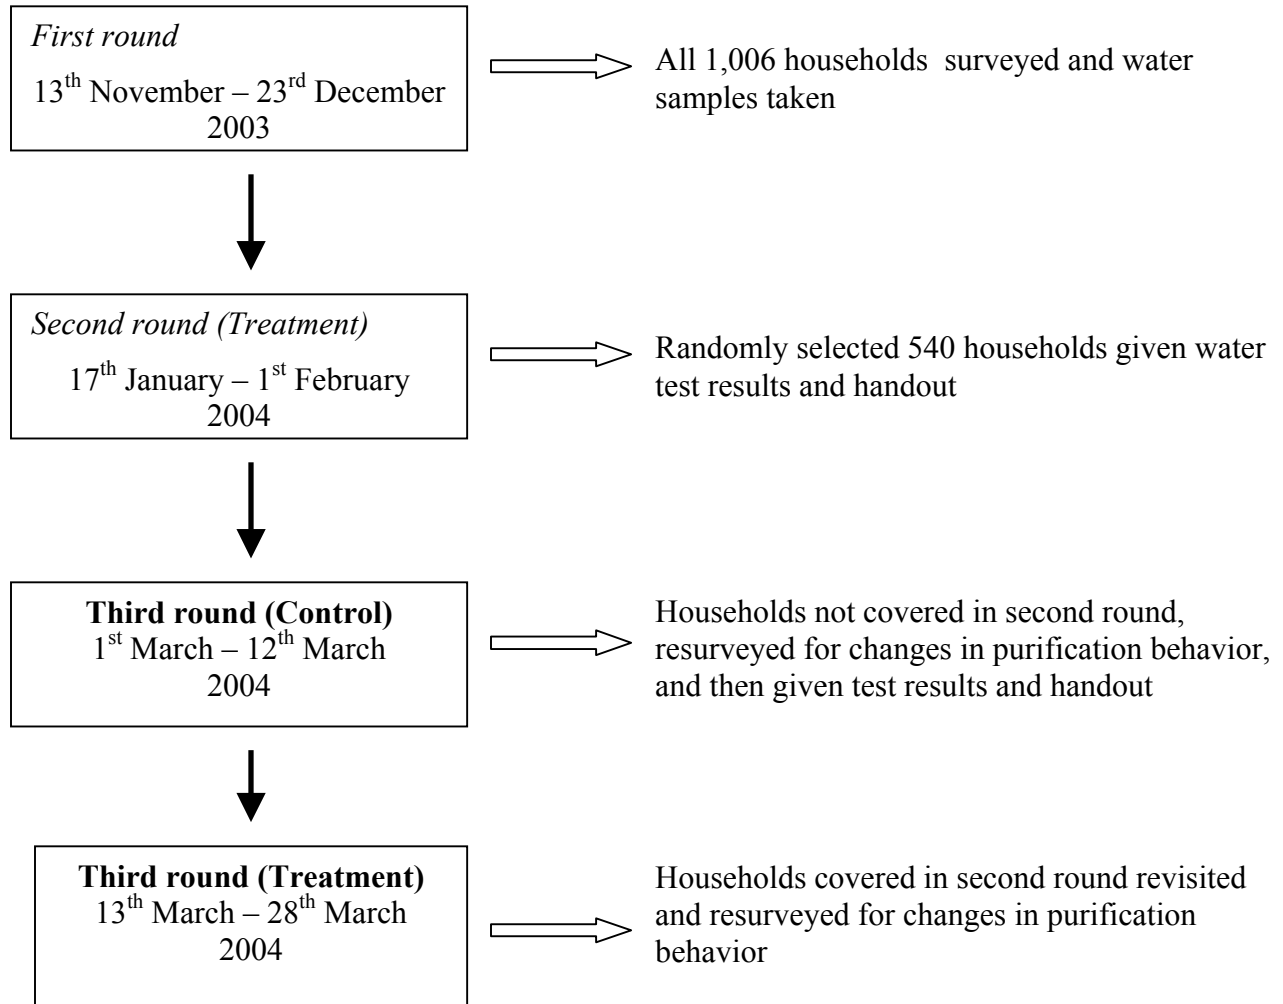 First round
13th November – 23rd December
2003
All 1,006 households surveyed and water
samples taken
Second round (Treatment)
17th January – 1st February
2004
Randomly selected 540 households given water
test results and handout
Third round (Control)
1st March – 12th March
2004
Households not covered in second round,
resurveyed for changes in purification behavior,
and then given test results and handout
Third round (Treatment)
13th March – 28th March
2004
Households covered in second round revisited
and resurveyed for changes in purification
behavior